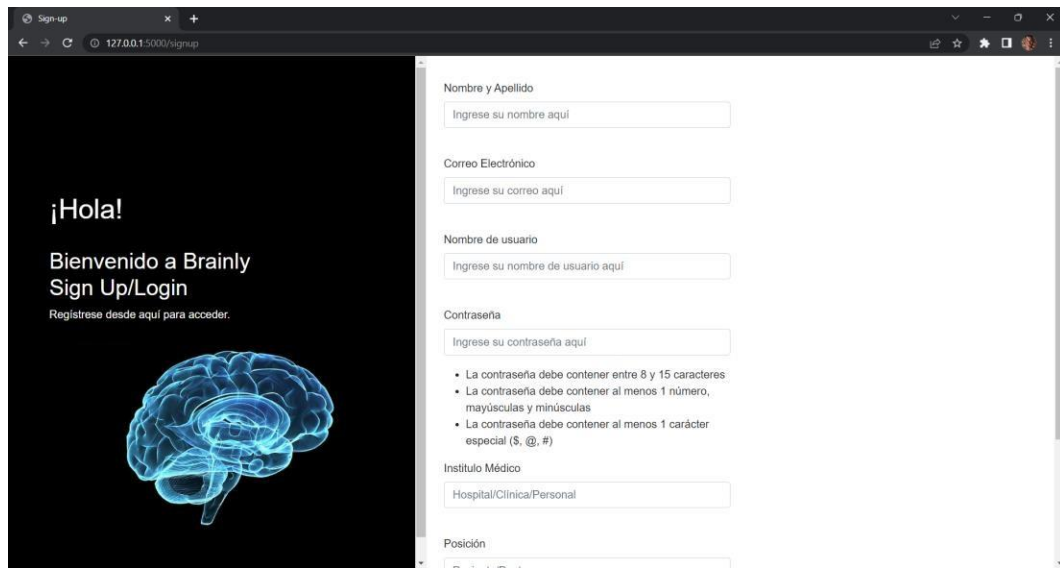 Sign-up
127.0.0.1:5000/signup
¡Hola!
Bienvenido a Brainly
Sign Up/Login
Regístrese desde aquí para acceder.
Nombre y Apellido
Ingrese su nombre aquí
Correo Electrónico
Ingrese su correo aquí
Nombre de usuario
Ingrese su nombre de usuario aquí
Contraseña
Ingrese su contraseña aquí
La contraseña debe contener entre 8 y 15 caracteres
La contraseña debe contener al menos 1 número,
mayúsculas y minúsculas
La contraseña debe contener al menos 1 carácter
especial ($, @, #)
Instituto Médico
Hospital/Clínica/Personal
Posición